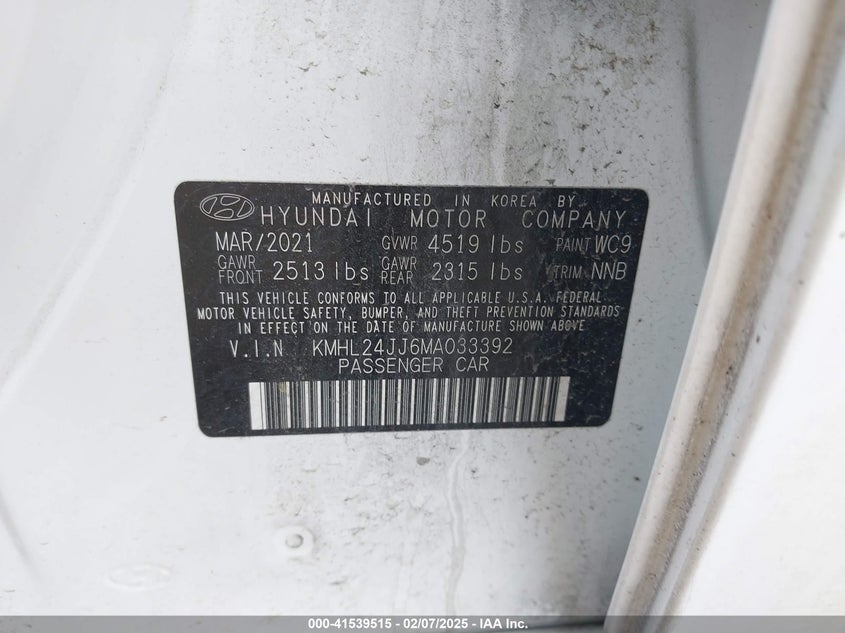 MANUFACTURED IN KOREA BY
HYUNDAI MOTOR COMPANY
MAR/2021 GVWR 4519 lbs PAINT WC9
GAWR FRONT 2513 lbs GAWR REAR 2315 lbs TRIM NNB
THIS VEHICLE CONFORMS TO ALL APPLICABLE U.S.A. FEDERAL
MOTOR VEHICLE SAFETY, BUMPER, AND THEFT PREVENTION STANDARDS
IN EFFECT ON THE DATE OF MANUFACTURE SHOWN ABOVE
V.I.N KMHL24JJ6MA033392
PASSENGER CAR
000-41539515 - 02/07/2025 - IAA Inc.